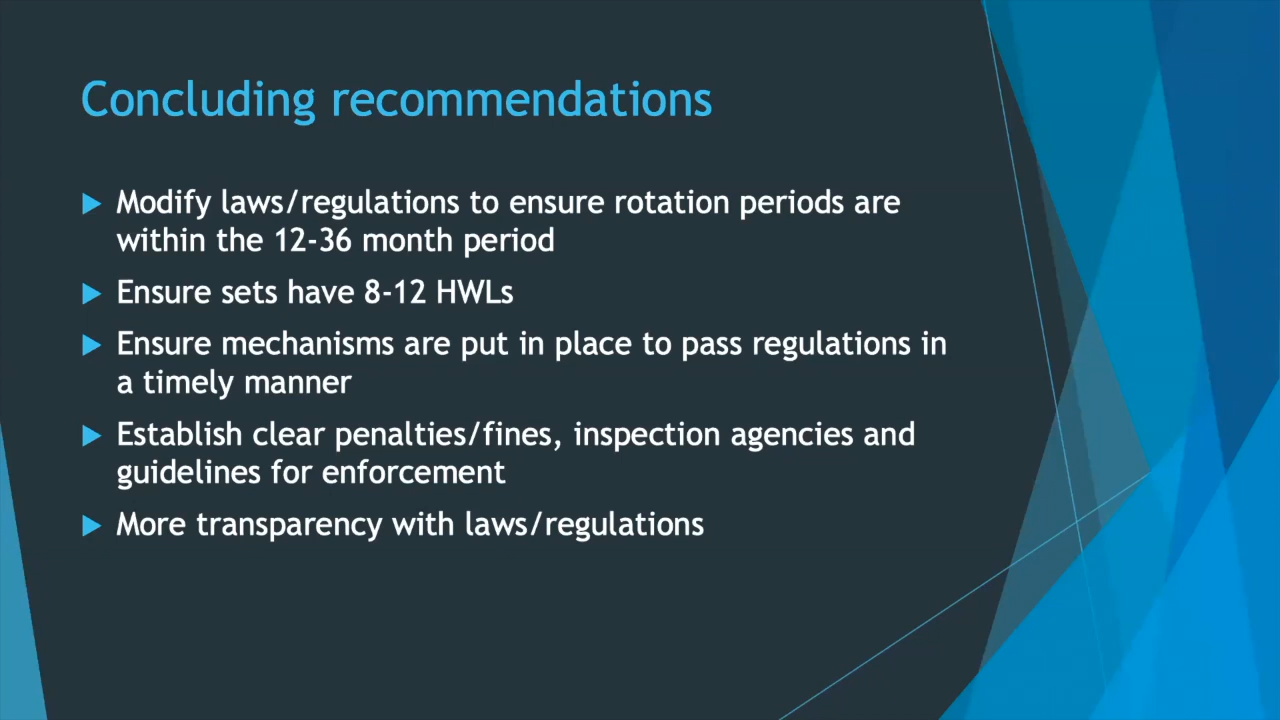 Concluding recommendations
Modify laws/regulations to ensure rotation periods are
within the 12-36 month period
Ensure sets have 8-12 HWLs
Ensure mechanisms are put in place to pass regulations in
a timely manner
Establish clear penalties/fines, inspection agencies and
guidelines for enforcement
More transparency with laws/regulations